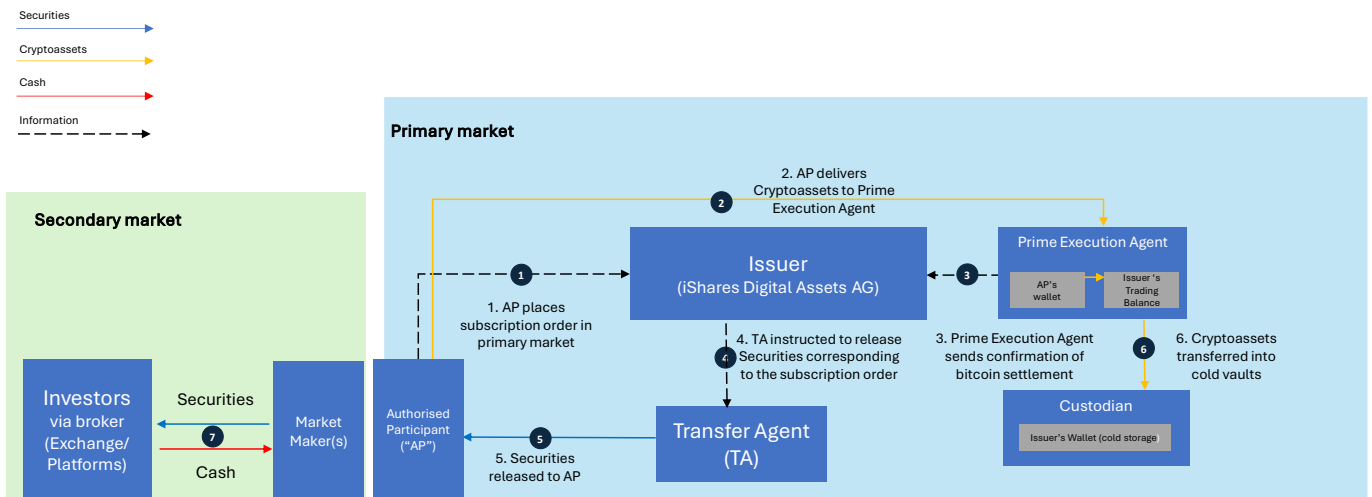 Securities
Cryptoassets
Cash
Information
Primary market
2. AP delivers
Cryptoassets to Prime
Execution Agent
2
Secondary market
Issuer
(iShares Digital Assets AG)
Prime Execution Agent
AP's
wallet
Issuer 's
Trading
Balance
1
3
1. AP places
subscription order in
primary market
4. TA instructed to release
Securities corresponding
to the subscription order
4
3. Prime Execution Agent
sends confirmation of
bitcoin settlement
6
6. Cryptoassets
transferred into
cold vaults
Investors
via broker
(Exchange/
Platforms)
Securities
7
Cash
Market
Maker(s)
Authorised
Participant
("AP")
5
5. Securities
released to AP
Transfer Agent
(TA)
Custodian
Issuer's Wallet (cold storage)